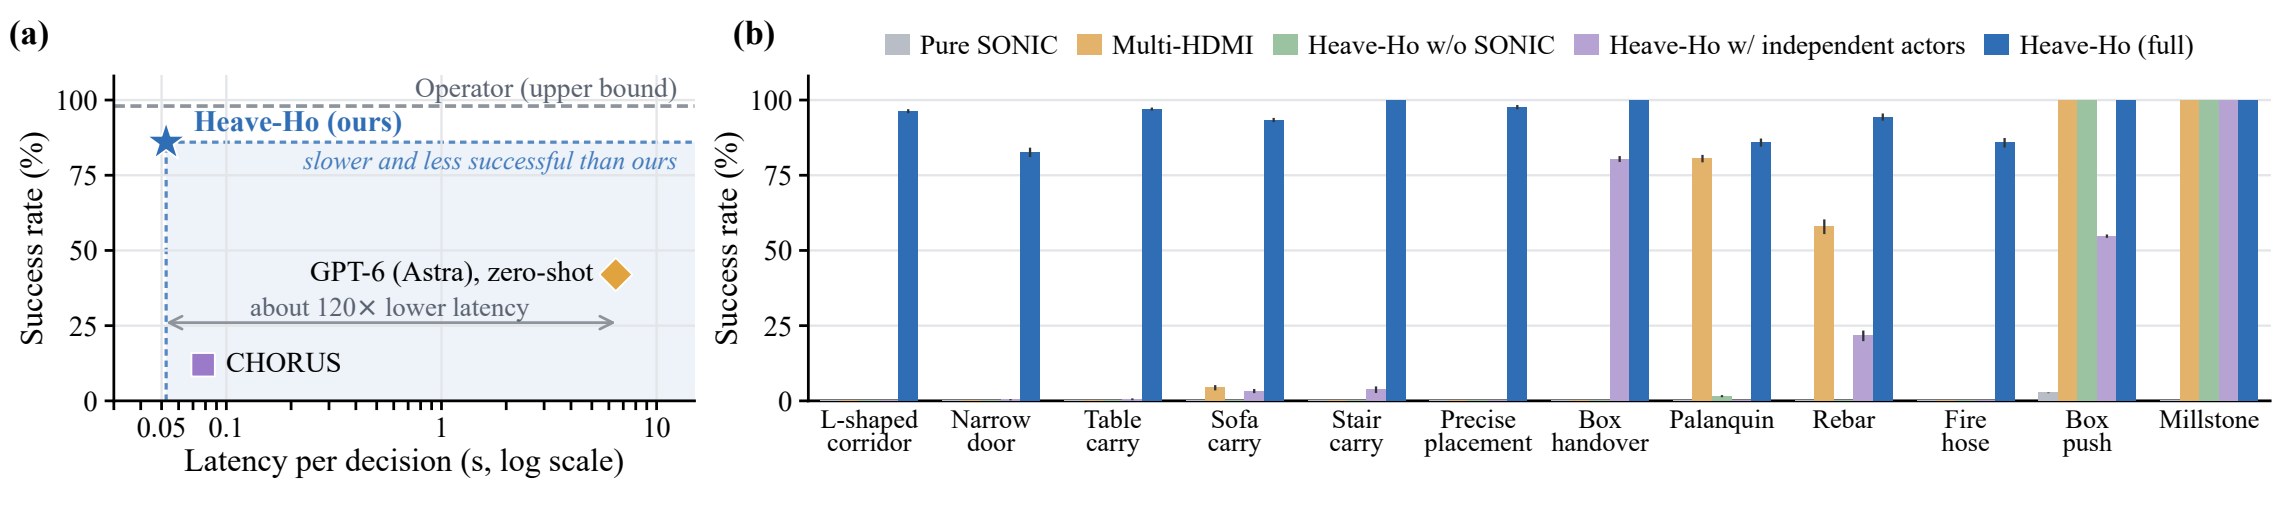 (a)
Operator (upper bound)
Heave-Ho (ours)
slower and less successful than ours
GPT-6 (Astra), zero-shot
about 120× lower latency
CHORUS
Success rate (%)
100
75
50
25
0
0.05 0.1 1 10
Latency per decision (s, log scale)
(b)
Pure SONIC Multi-HDMI Heave-Ho w/o SONIC Heave-Ho w/ independent actors Heave-Ho (full)
Success rate (%)
100
75
50
25
0
L-shaped corridor
Narrow door
Table carry
Sofa carry
Stair carry
Precise placement
Box handover
Palanquin
Rebar
Fire hose
Box push
Millstone